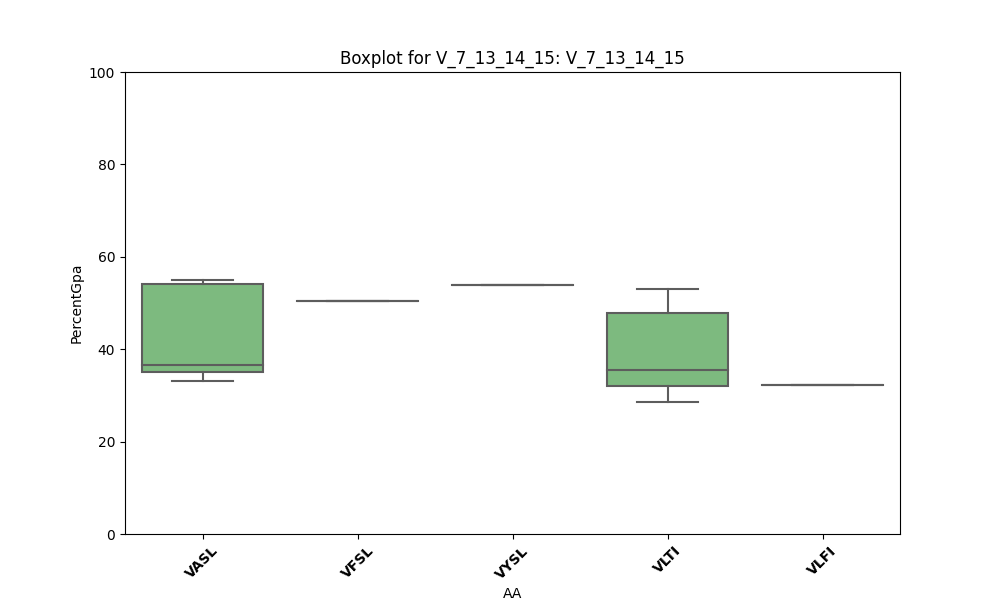 Boxplot for V_7_13_14_15: V_7_13_14_15
100
80
60
40
20
0
PercentGpa
VASL
VFSL
VYSL
VLTI
VLFI
AA